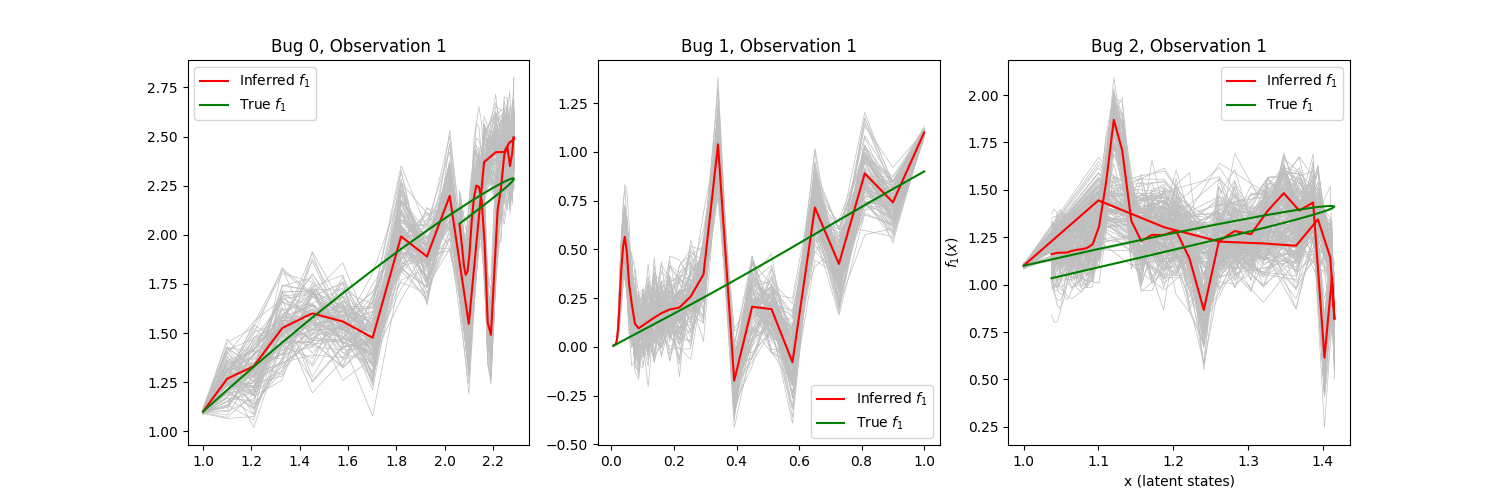 Bug 0, Observation 1
Inferred f₁
True f₁
2.75
2.50
2.25
2.00
1.75
1.50
1.25
1.00
1.0 1.2 1.4 1.6 1.8 2.0 2.2
Bug 1, Observation 1
1.25
1.00
0.75
0.50
0.25
0.00
−0.25
−0.50
Inferred f₁
True f₁
0.0 0.2 0.4 0.6 0.8 1.0
Bug 2, Observation 1
Inferred f₁
True f₁
f₁(x)
2.00
1.75
1.50
1.25
1.00
0.75
0.50
0.25
1.0 1.1 1.2 1.3 1.4
x (latent states)